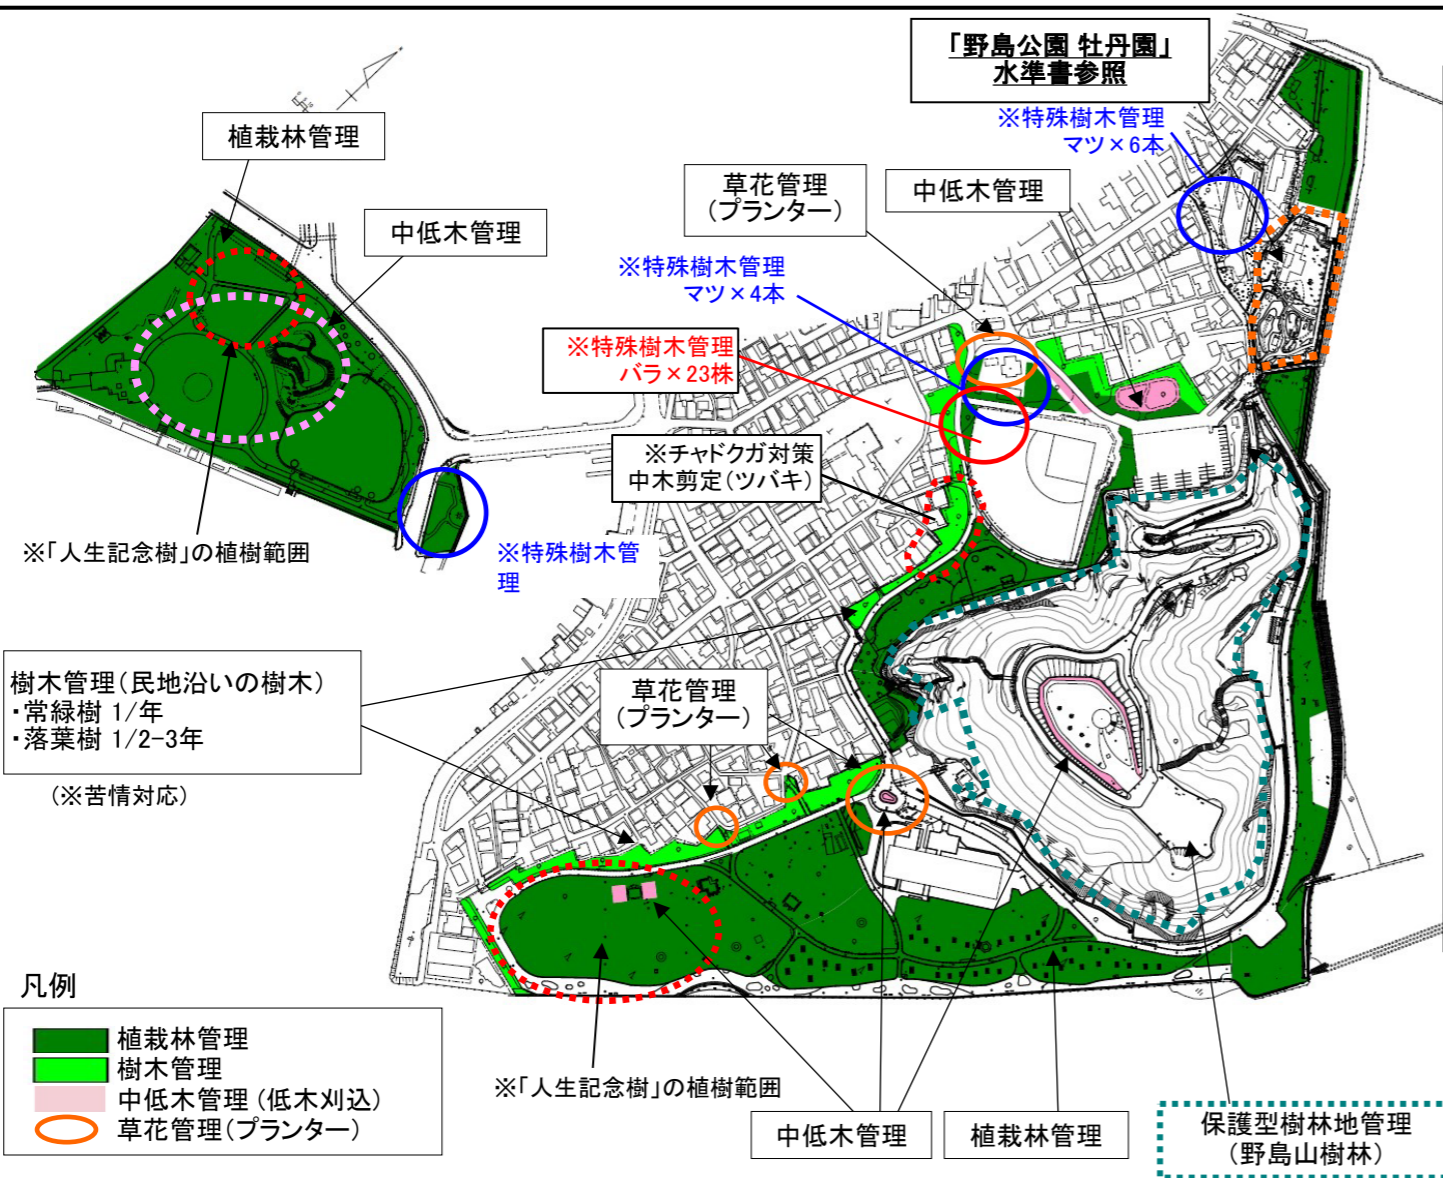 「野島公園 牡丹園」
水準書参照
※特殊樹木管理
マツ×6本
植栽林管理
草花管理
(プランター)
中低木管理
中低木管理
※特殊樹木管理
マツ×4本
※特殊樹木管理
バラ×23株
※チャドクガ対策
中木剪定(ツバキ)
※「人生記念樹」の植樹範囲
※特殊樹木管
理
樹木管理(民地沿いの樹木)
・常緑樹 1/年
・落葉樹 1/2-3年
(※苦情対応)
草花管理
(プランター)
凡例
植栽林管理
樹木管理
中低木管理(低木刈込)
草花管理(プランター)
※「人生記念樹」の植樹範囲
中低木管理
植栽林管理
保護型樹林地管理
(野島山樹林)